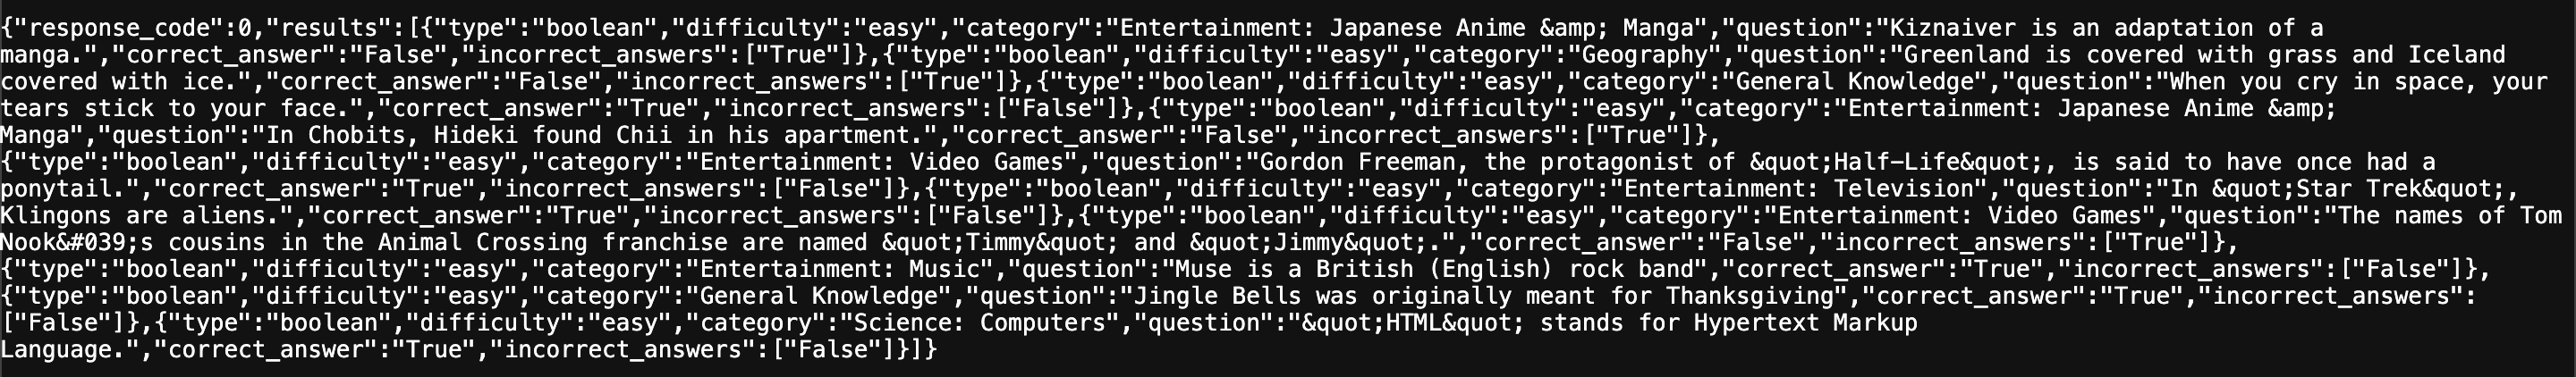 {"response_code":0,"results":[{"type":"boolean","difficulty":"easy","category":"Entertainment: Japanese Anime &amp; Manga","question":"Kiznaiver is an adaptation of a
manga.","correct_answer":"False","incorrect_answers":["True"]},{"type":"boolean","difficulty":"easy","category":"Geography","question":"Greenland is covered with grass and Iceland
covered with ice.","correct_answer":"False","incorrect_answers":["True"]},{"type":"boolean","difficulty":"easy","category":"General Knowledge","question":"When you cry in space, your
tears stick to your face.","correct_answer":"True","incorrect_answers":["False"]},{"type":"boolean","difficulty":"easy","category":"Entertainment: Japanese Anime &amp;
Manga","question":"In Chobits, Hideki found Chii in his apartment.","correct_answer":"False","incorrect_answers":["True"]},
{"type":"boolean","difficulty":"easy","category":"Entertainment: Video Games","question":"Gordon Freeman, the protagonist of &quot;Half-Life&quot;, is said to have once had a
ponytail.","correct_answer":"True","incorrect_answers":["False"]},{"type":"boolean","difficulty":"easy","category":"Entertainment: Television","question":"In &quot;Star Trek&quot;,
Klingons are aliens.","correct_answer":"True","incorrect_answers":["False"]},{"type":"boolean","difficulty":"easy","category":"Entertainment: Video Games","question":"The names of Tom
Nook&#039;s cousins in the Animal Crossing franchise are named &quot;Timmy&quot; and &quot;Jimmy&quot;.","correct_answer":"False","incorrect_answers":["True"]},
{"type":"boolean","difficulty":"easy","category":"Entertainment: Music","question":"Muse is a British (English) rock band","correct_answer":"True","incorrect_answers":["False"]},
{"type":"boolean","difficulty":"easy","category":"General Knowledge","question":"Jingle Bells was originally meant for Thanksgiving","correct_answer":"True","incorrect_answers":
["False"]},{"type":"boolean","difficulty":"easy","category":"Science: Computers","question":"&quot;HTML&quot; stands for Hypertext Markup
Language.","correct_answer":"True","incorrect_answers":["False"]}]}